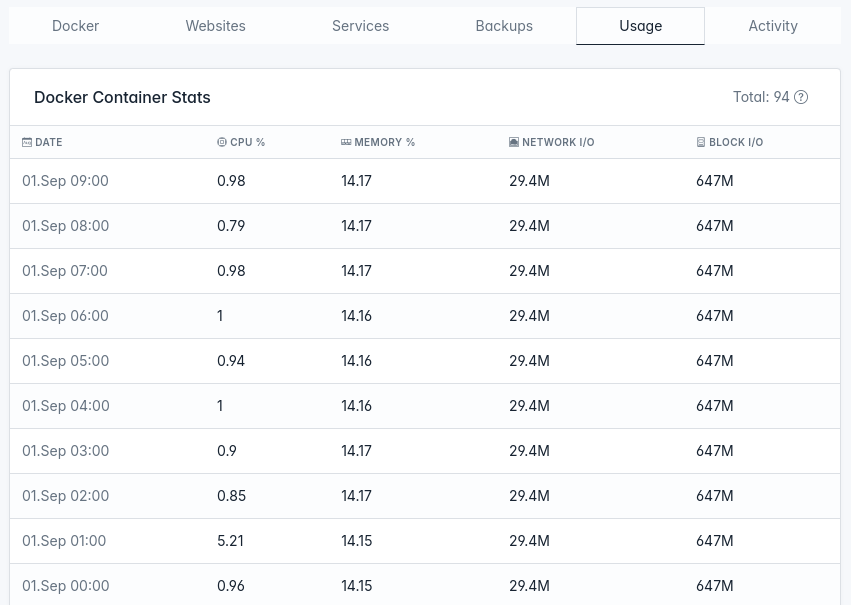 Docker Websites Services Backups Usage Activity
Docker Container Stats Total: 94
DATE CPU % MEMORY % NETWORK I/O BLOCK I/O
01.Sep 09:00 0.98 14.17 29.4M 647M
01.Sep 08:00 0.79 14.17 29.4M 647M
01.Sep 07:00 0.98 14.17 29.4M 647M
01.Sep 06:00 1 14.16 29.4M 647M
01.Sep 05:00 0.94 14.16 29.4M 647M
01.Sep 04:00 1 14.16 29.4M 647M
01.Sep 03:00 0.9 14.17 29.4M 647M
01.Sep 02:00 0.85 14.17 29.4M 647M
01.Sep 01:00 5.21 14.15 29.4M 647M
01.Sep 00:00 0.96 14.15 29.4M 647M